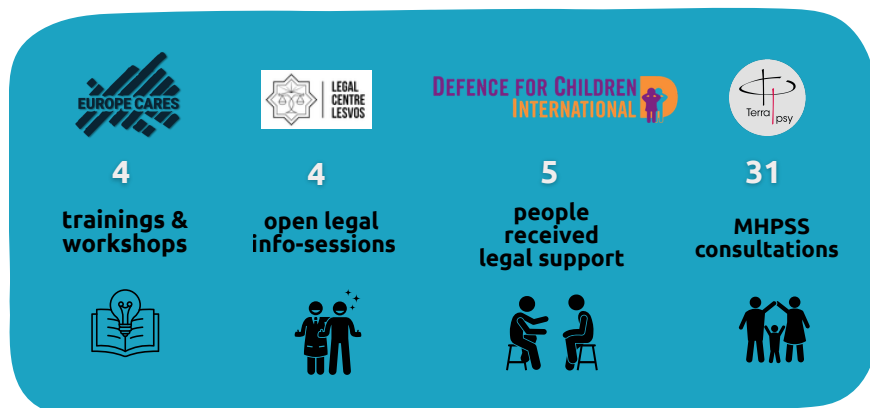 EUROPE CARES
LEGAL
CENTRE
LESVOS
DEFENCE FOR CHILDREN
INTERNATIONAL
Terra psy
4
trainings &
workshops
4
open legal
info-sessions
5
people
received
legal support
31
MHPSS
consultations